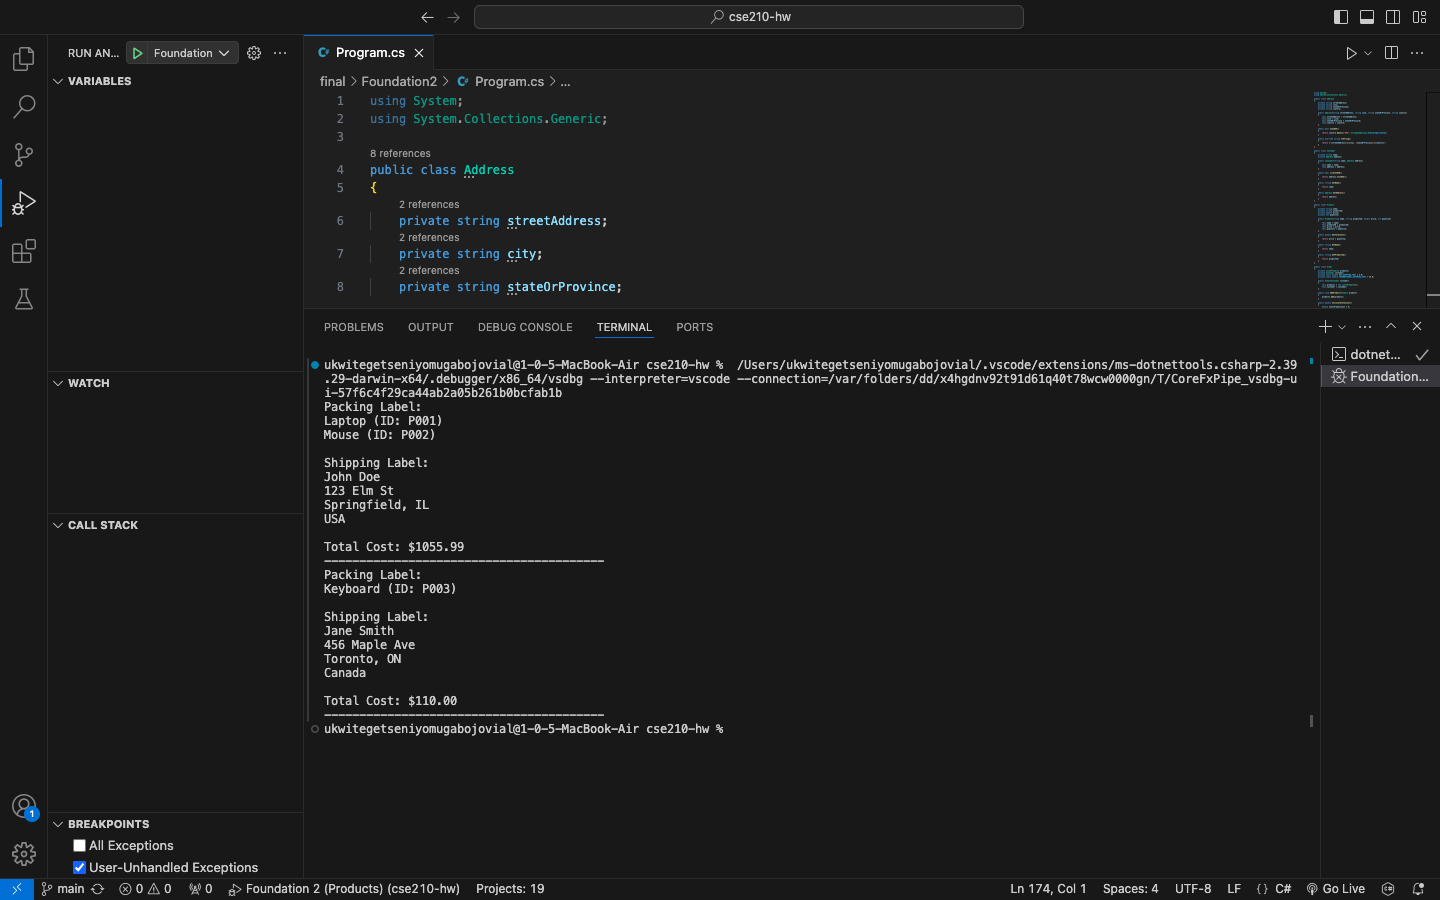 cse210-hw
RUN AN...
Foundation
VARIABLES
WATCH
CALL STACK
BREAKPOINTS
All Exceptions
User-Unhandled Exceptions
Program.cs
final > Foundation2 > Program.cs > ...
1 using System;
2 using System.Collections.Generic;
3
8 references
4 public class Address
5 {
2 references
6 private string streetAddress;
2 references
7 private string city;
2 references
8 private string stateOrProvince;
PROBLEMS OUTPUT DEBUG CONSOLE TERMINAL PORTS
ukwitegetseniyomugabojovial@1-0-5-MacBook-Air cse210-hw % /Users/ukwitegetseniyomugabojovial/.vscode/extensions/ms-dotnettools.csharp-2.39
.29-darwin-x64/.debugger/x86_64/vsdbg --interpreter=vscode --connection=/var/folders/dd/x4hgdnv92t91d61q40t78wcw0000gn/T/CoreFxPipe_vsdbg-u
i-57f6c4f29ca44ab2a05b261b0bcfab1b
Packing Label:
Laptop (ID: P001)
Mouse (ID: P002)
Shipping Label:
John Doe
123 Elm St
Springfield, IL
USA
Total Cost: $1055.99
----------------------------------------
Packing Label:
Keyboard (ID: P003)
Shipping Label:
Jane Smith
456 Maple Ave
Toronto, ON
Canada
Total Cost: $110.00
----------------------------------------
ukwitegetseniyomugabojovial@1-0-5-MacBook-Air cse210-hw %
dotnet...
Foundation...
1
main 0 0 0 Foundation 2 (Products) (cse210-hw) Projects: 19 Ln 174, Col 1 Spaces: 4 UTF-8 LF {} C# Go Live